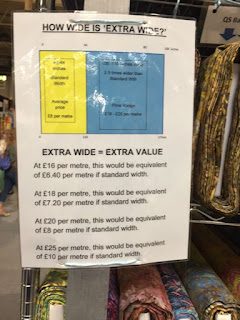 HOW WIDE IS 'EXTRA WIDE?'
Standard
Width
Average
price
£8 per metre
2.5 times wider than
EXTRA WIDE = EXTRA VALUE
At £16 per metre, this would be equivalent
of £6.40 per metre if standard width.
At £18 per metre, this would be equivalent
of £7.20 per metre if standard width.
At £20 per metre, this would be equivalent
of £8 per metre if standard width.
At £25 per metre, this would be equivalent
of £10 per metre if standard width.